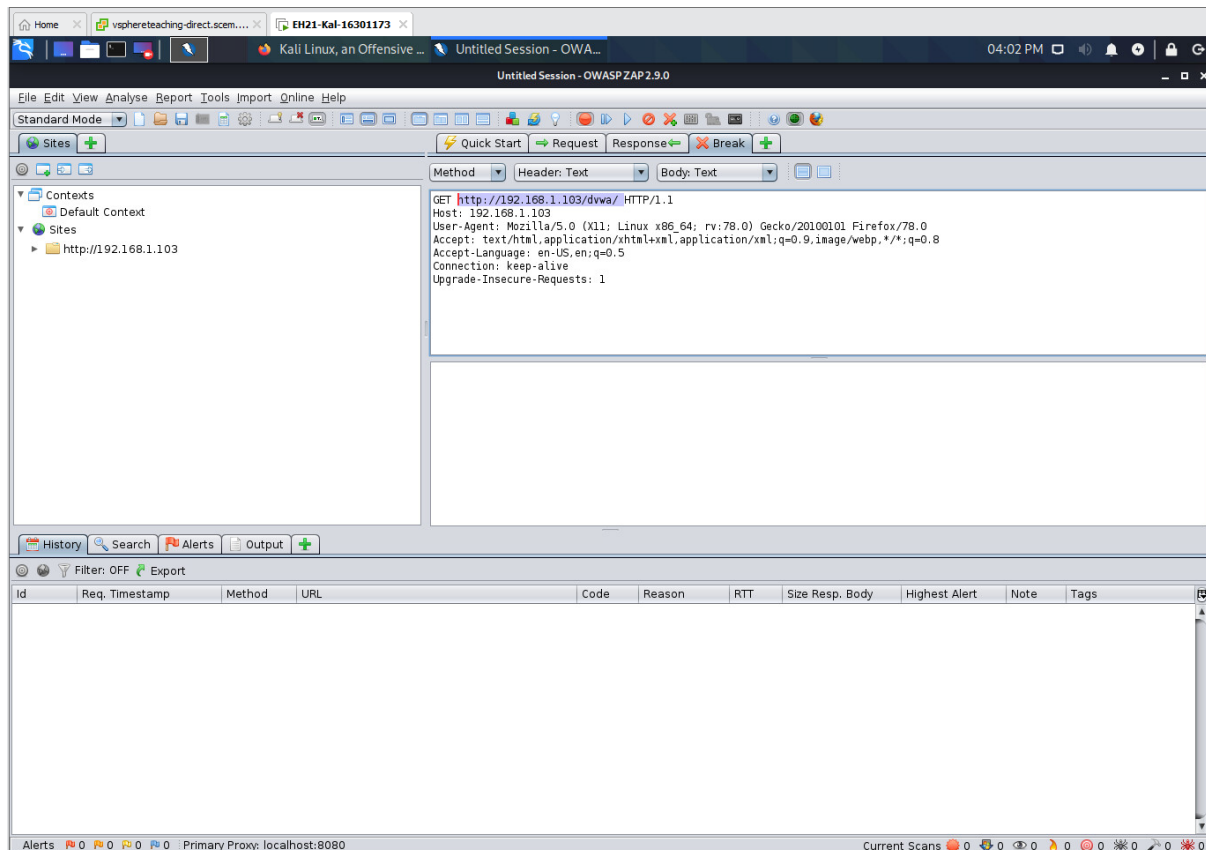 Home vsphereteaching-direct.scem.... EH21-Kal-16301173
Kali Linux, an Offensive ... Untitled Session - OWA... 04:02 PM
Untitled Session - OWASP ZAP 2.9.0
File Edit View Analyse Report Tools Import Online Help
Standard Mode
Sites Quick Start Request Response Break
Method Header: Text Body: Text
Contexts
Default Context
Sites
http://192.168.1.103
GET http://192.168.1.103/dvwa/ HTTP/1.1
Host: 192.168.1.103
User-Agent: Mozilla/5.0 (X11; Linux x86_64; rv:78.0) Gecko/20100101 Firefox/78.0
Accept: text/html,application/xhtml+xml,application/xml;q=0.9,image/webp,*/*;q=0.8
Accept-Language: en-US,en;q=0.5
Connection: keep-alive
Upgrade-Insecure-Requests: 1
History Search Alerts Output
Filter: OFF Export
Id Req. Timestamp Method URL Code Reason RTT Size Resp. Body Highest Alert Note Tags
Alerts 0 0 0 0 Primary Proxy: localhost:8080 Current Scans 0 0 0 0 0 0 0 0